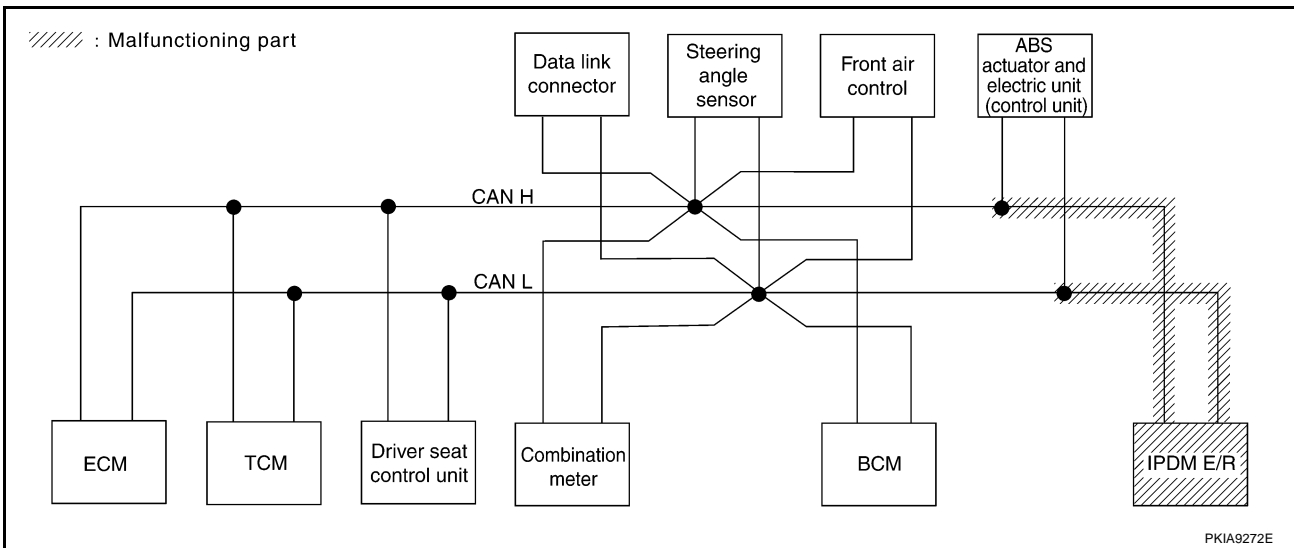 : Malfunctioning part
Data link
connector
Steering
angle
sensor
Front air
control
ABS
actuator and
electric unit
(control unit)
CAN H
CAN L
ECM
TCM
Driver seat
control unit
Combination
meter
BCM
IPDM E/R
PKIA9272E